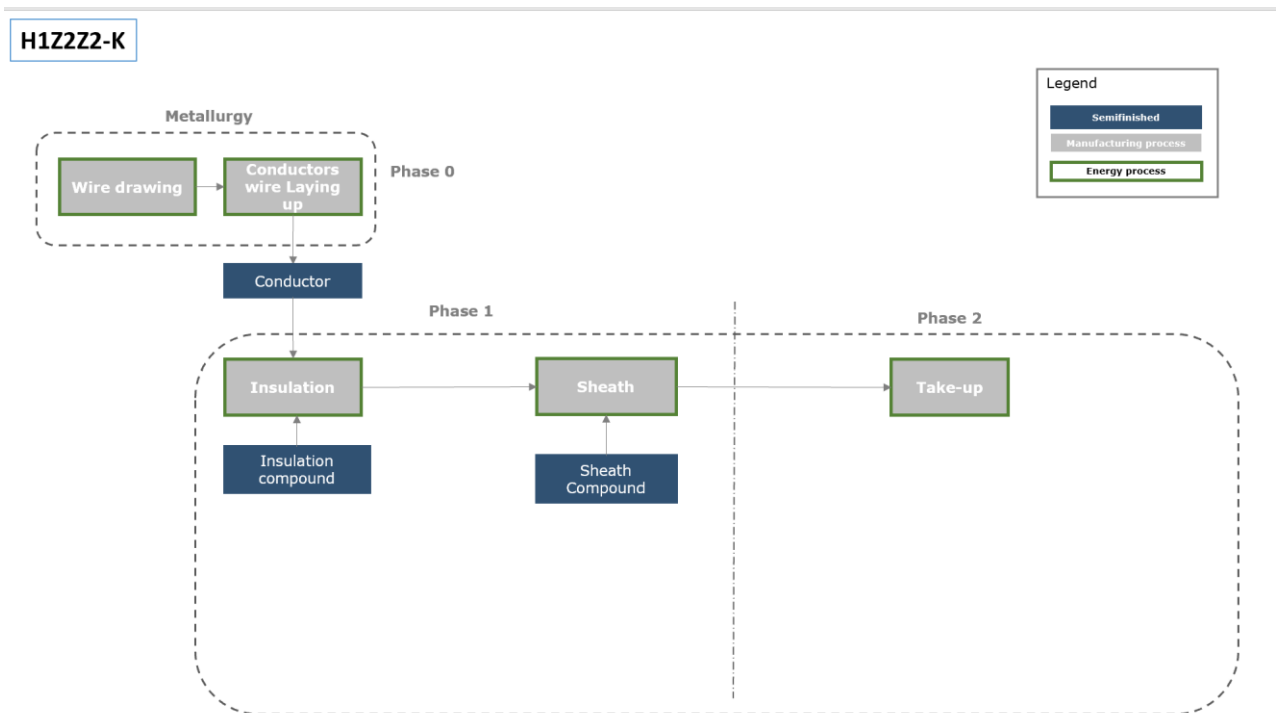 H1Z2Z2-K
Legend
Semifinished
Manufacturing process
Energy process
Metallurgy
Phase 0
Wire drawing
Conductors
wire Laying
up
Conductor
Phase 1
Phase 2
Insulation
Sheath
Take-up
Insulation
compound
Sheath
Compound